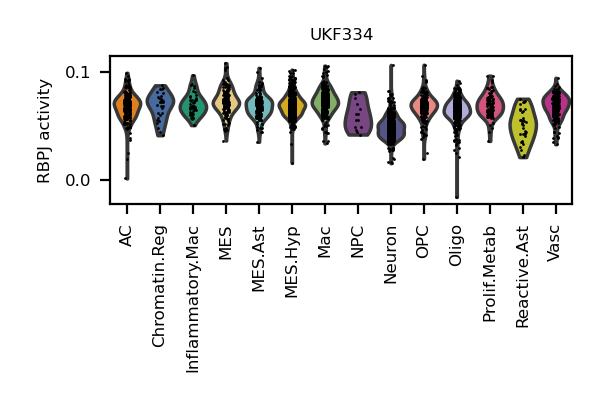 UKF334
RBPJ activity
0.1
0.0
AC
Chromatin.Reg
Inflammatory.Mac
MES
MES.Ast
MES.Hyp
Mac
NPC
Neuron
OPC
Oligo
Prolif.Metab
Reactive.Ast
Vasc